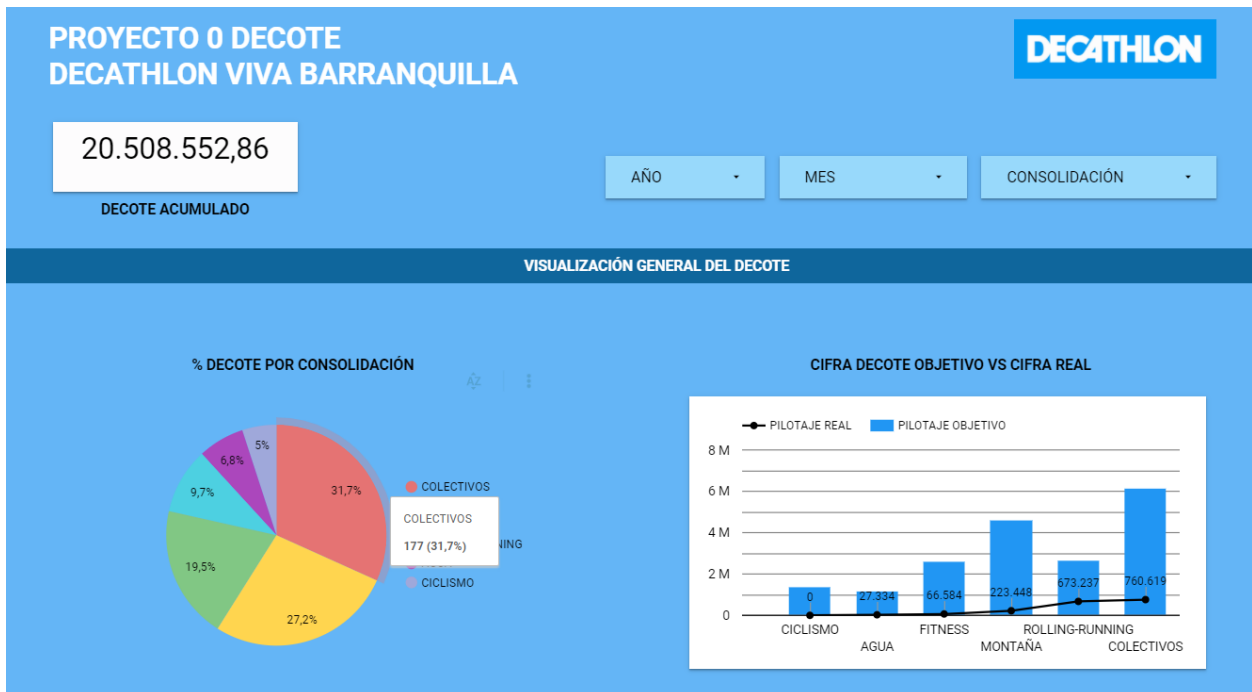 PROYECTO 0 DECOTE
DECATHLON VIVA BARRANQUILLA
DECATHLON
20.508.552,86
DECOTE ACUMULADO
AÑO
MES
CONSOLIDACIÓN
VISUALIZACIÓN GENERAL DEL DECOTE
% DECOTE POR CONSOLIDACIÓN
AZ
5%
6,8%
9,7%
31,7%
19,5%
27,2%
COLECTIVOS
COLECTIVOS
177 (31,7%)
NING
CICLISMO
CIFRA DECOTE OBJETIVO VS CIFRA REAL
PILOTAJE REAL
PILOTAJE OBJETIVO
8 M
6 M
4 M
2 M
0
0
27.334
66.584
223.448
673.237
760.619
CICLISMO
AGUA
FITNESS
MONTAÑA
ROLLING-RUNNING
COLECTIVOS